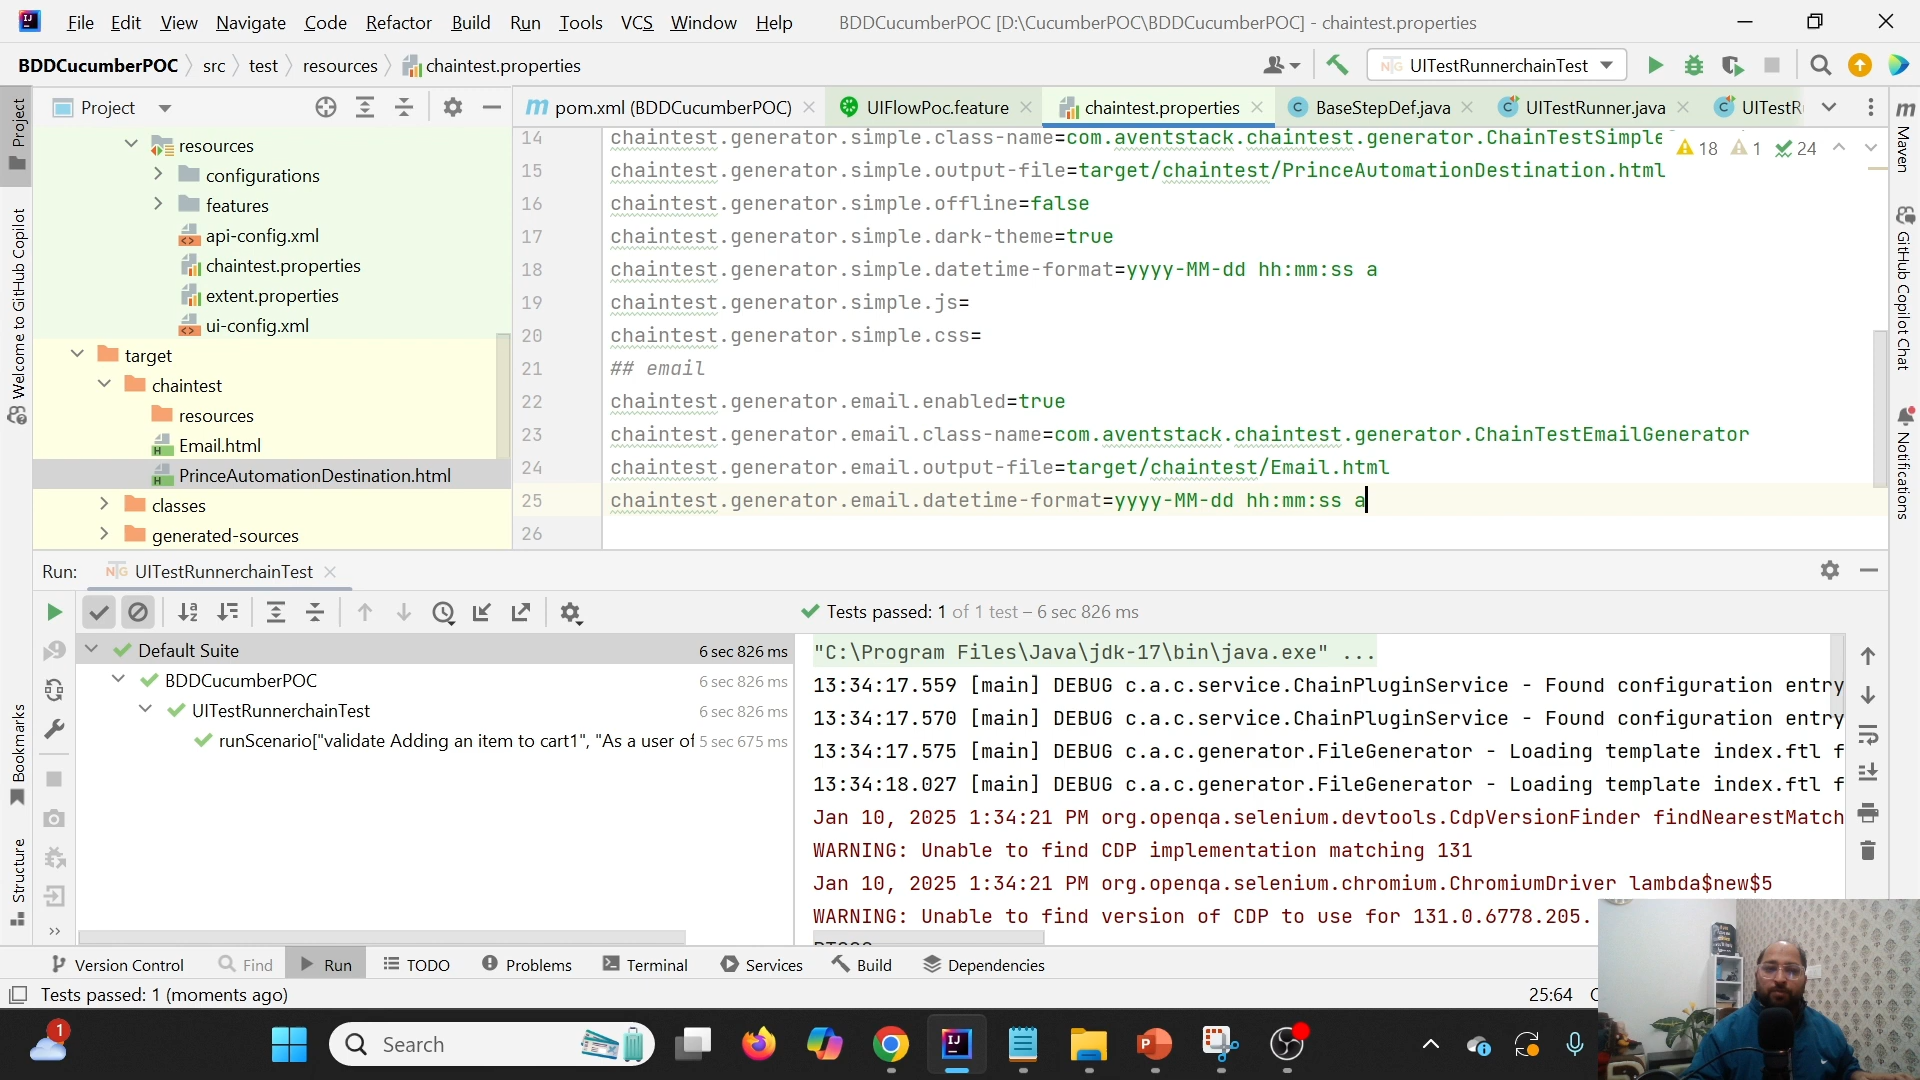 File Edit View Navigate Code Refactor Build Run Tools VCS Window Help BDDCucumberPOC [D:\CucumberPOC\BDDCucumberPOC] - chaintest.properties
BDDCucumberPOC src test resources chaintest.properties UITestRunnerchainTest
Project
pom.xml (BDDCucumberPOC) UIFlowPoc.feature chaintest.properties BaseStepDef.java UITestRunner.java UITestR
resources
configurations
features
api-config.xml
chaintest.properties
extent.properties
ui-config.xml
target
chaintest
resources
Email.html
PrinceAutomationDestination.html
classes
generated-sources
18 1 24
14 chaintest.generator.simple.class-name=com.aventstack.chaintest.generator.ChainTestSimple
15 chaintest.generator.simple.output-file=target/chaintest/PrinceAutomationDestination.html
16 chaintest.generator.simple.offline=false
17 chaintest.generator.simple.dark-theme=true
18 chaintest.generator.simple.datetime-format=yyyy-MM-dd hh:mm:ss a
19 chaintest.generator.simple.js=
20 chaintest.generator.simple.css=
21 ## email
22 chaintest.generator.email.enabled=true
23 chaintest.generator.email.class-name=com.aventstack.chaintest.generator.ChainTestEmailGenerator
24 chaintest.generator.email.output-file=target/chaintest/Email.html
25 chaintest.generator.email.datetime-format=yyyy-MM-dd hh:mm:ss a
26
Project
Welcome to GitHub Copilot
Bookmarks
Structure
Maven
GitHub Copilot Chat
Notifications
Run: UITestRunnerchainTest
Tests passed: 1 of 1 test – 6 sec 826 ms
Default Suite 6 sec 826 ms
BDDCucumberPOC 6 sec 826 ms
UITestRunnerchainTest 6 sec 826 ms
runScenario["validate Adding an item to cart1", "As a user of 5 sec 675 ms
"C:\Program Files\Java\jdk-17\bin\java.exe" ...
13:34:17.559 [main] DEBUG c.a.c.service.ChainPluginService - Found configuration entry
13:34:17.570 [main] DEBUG c.a.c.service.ChainPluginService - Found configuration entry
13:34:17.575 [main] DEBUG c.a.c.generator.FileGenerator - Loading template index.ftl f
13:34:18.027 [main] DEBUG c.a.c.generator.FileGenerator - Loading template index.ftl f
Jan 10, 2025 1:34:21 PM org.openqa.selenium.devtools.CdpVersionFinder findNearestMatch
WARNING: Unable to find CDP implementation matching 131
Jan 10, 2025 1:34:21 PM org.openqa.selenium.chromium.ChromiumDriver lambda$new$5
WARNING: Unable to find version of CDP to use for 131.0.6778.205.
Version Control Find Run TODO Problems Terminal Services Build Dependencies
Tests passed: 1 (moments ago) 25:64
1 Search